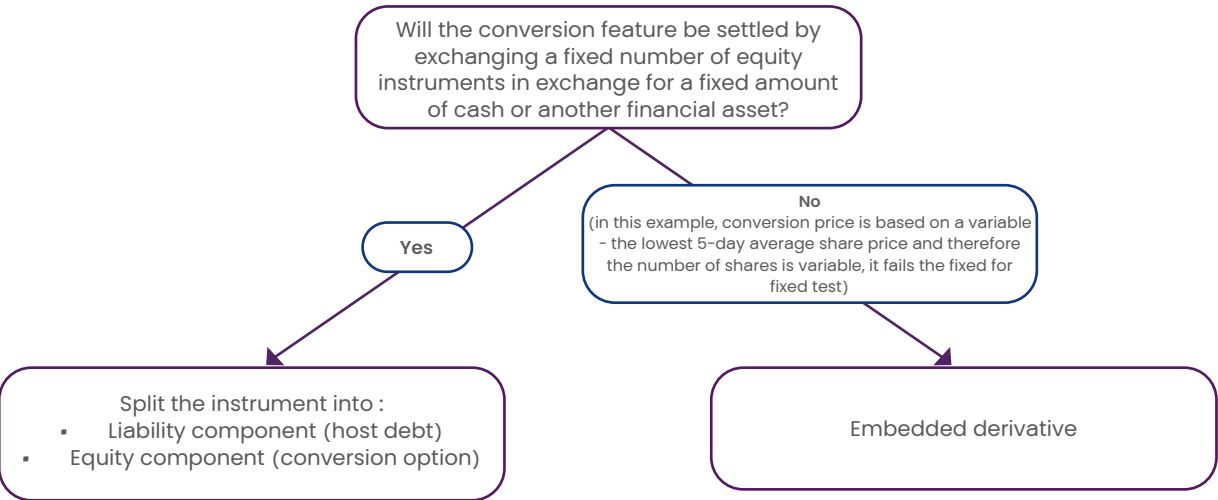 Will the conversion feature be settled by
exchanging a fixed number of equity
instruments in exchange for a fixed amount
of cash or another financial asset?
Yes
No
(in this example, conversion price is based on a variable
- the lowest 5-day average share price and therefore
the number of shares is variable, it fails the fixed for
fixed test)
Split the instrument into :
• Liability component (host debt)
• Equity component (conversion option)
Embedded derivative